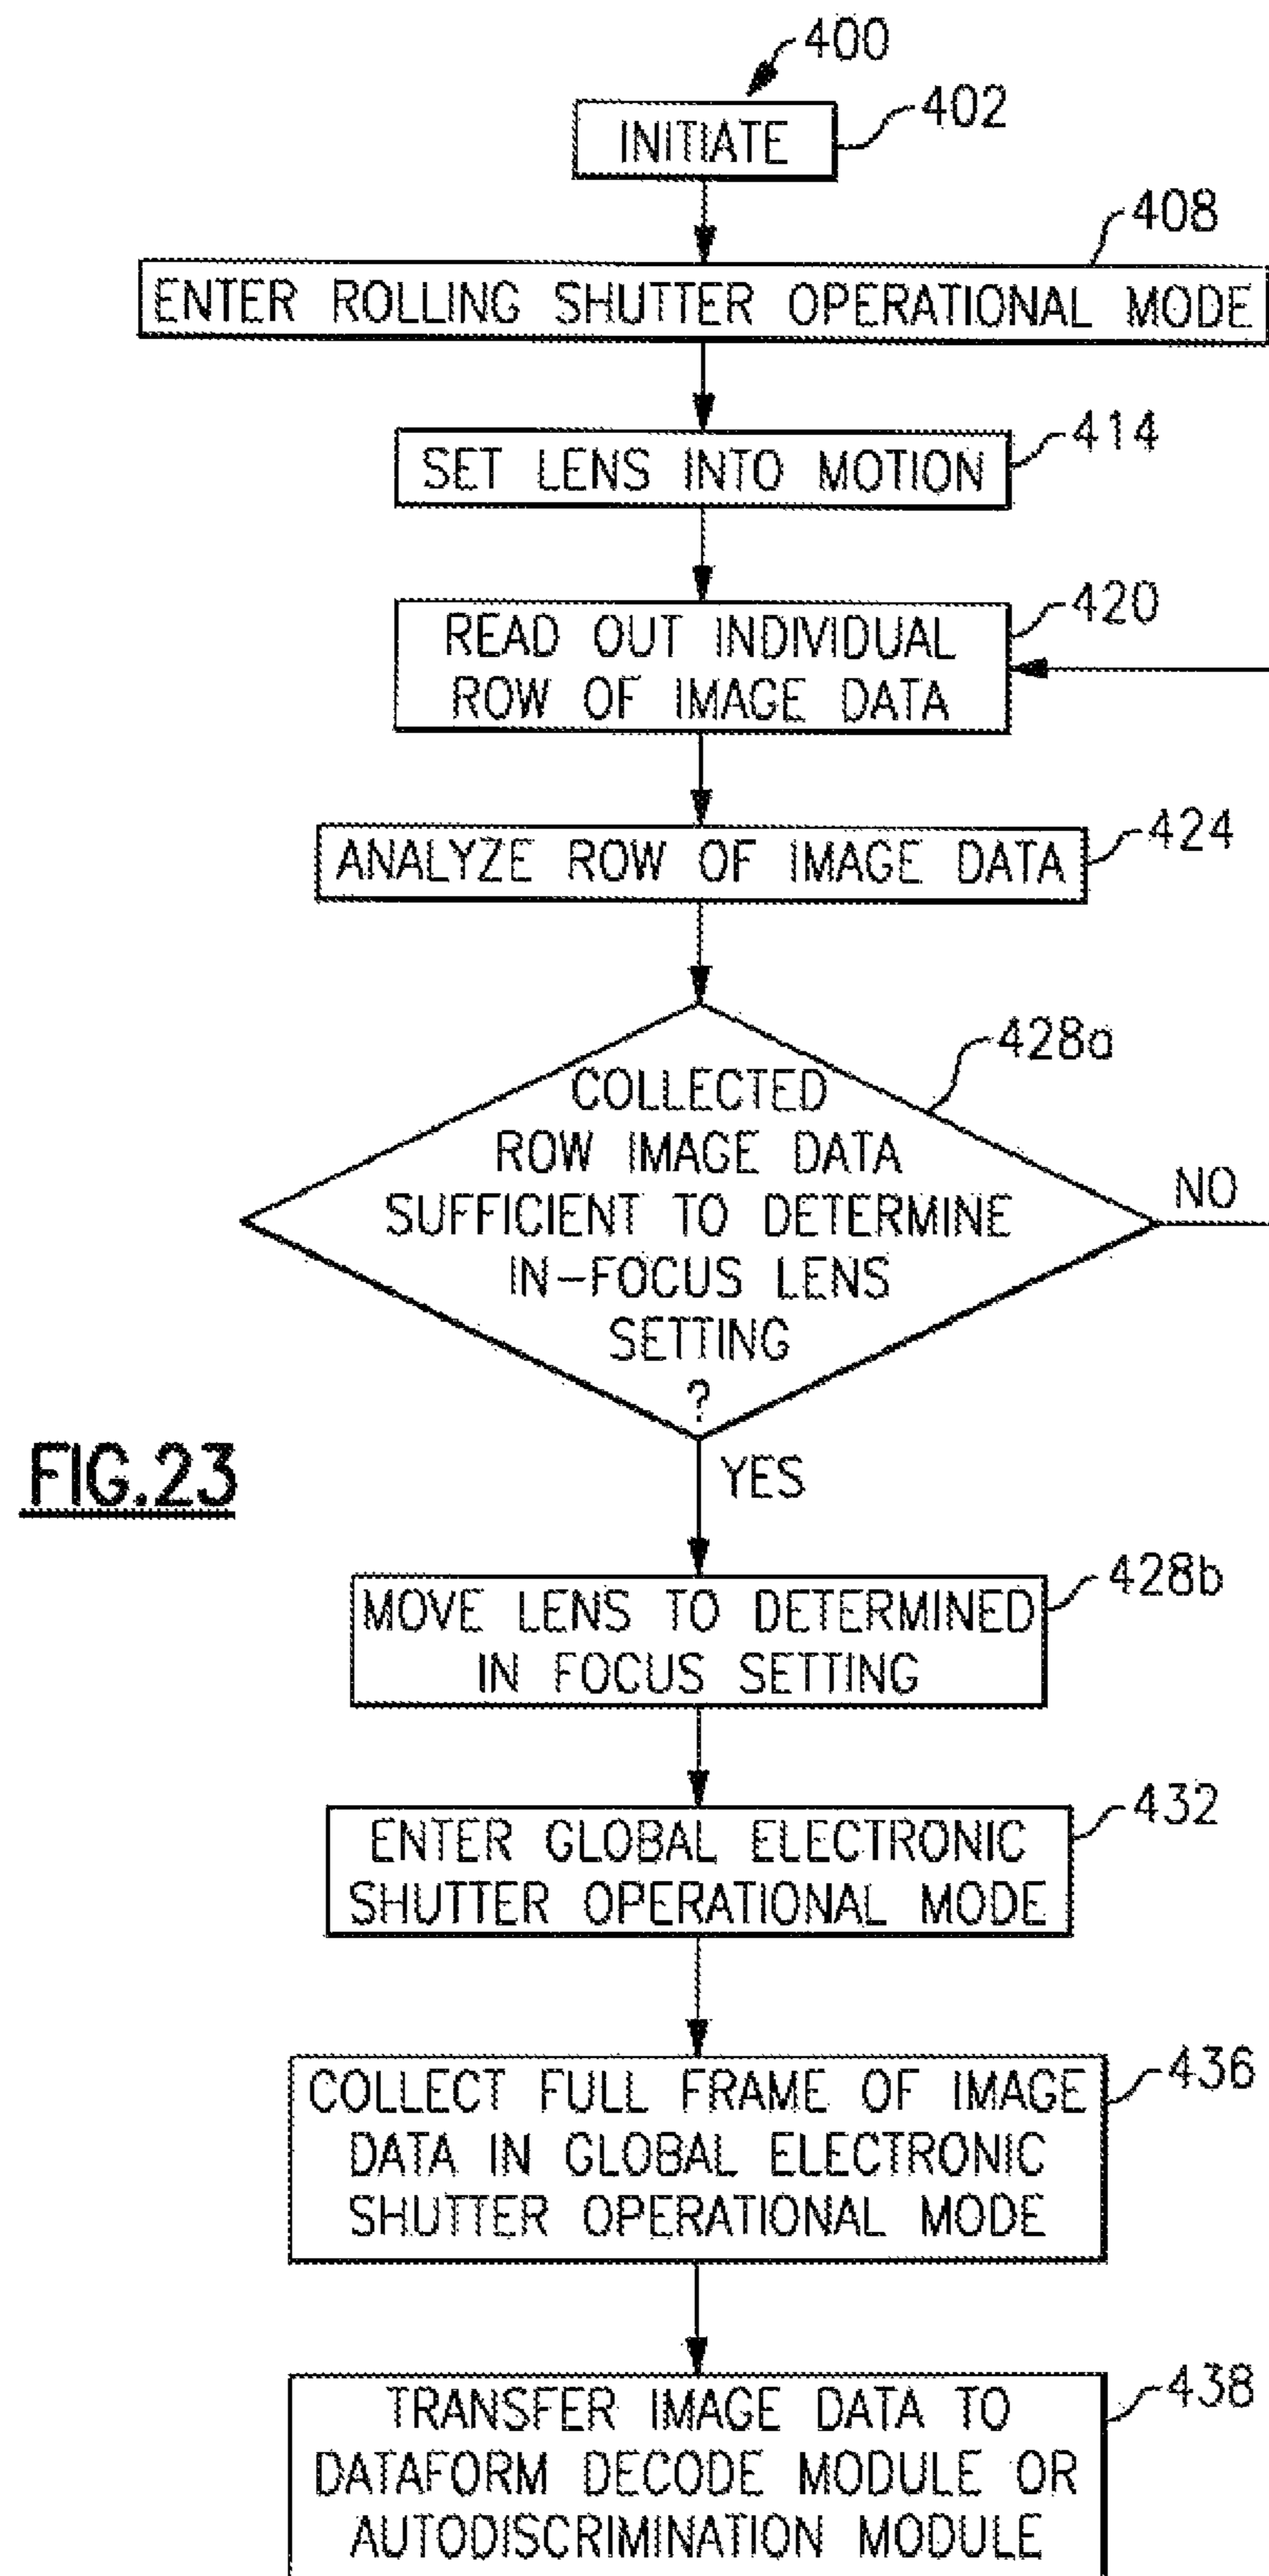 400
INITIATE
402
408
ENTER ROLLING SHUTTER OPERATIONAL MODE
414
SET LENS INTO MOTION
420
READ OUT INDIVIDUAL
ROW OF IMAGE DATA
424
ANALYZE ROW OF IMAGE DATA
428a
COLLECTED
ROW IMAGE DATA
SUFFICIENT TO DETERMINE
IN-FOCUS LENS
SETTING
?
NO
YES
FIG.23
428b
MOVE LENS TO DETERMINED
IN FOCUS SETTING
432
ENTER GLOBAL ELECTRONIC
SHUTTER OPERATIONAL MODE
436
COLLECT FULL FRAME OF IMAGE
DATA IN GLOBAL ELECTRONIC
SHUTTER OPERATIONAL MODE
438
TRANSFER IMAGE DATA TO
DATAFORM DECODE MODULE OR
AUTODISCRIMINATION MODULE